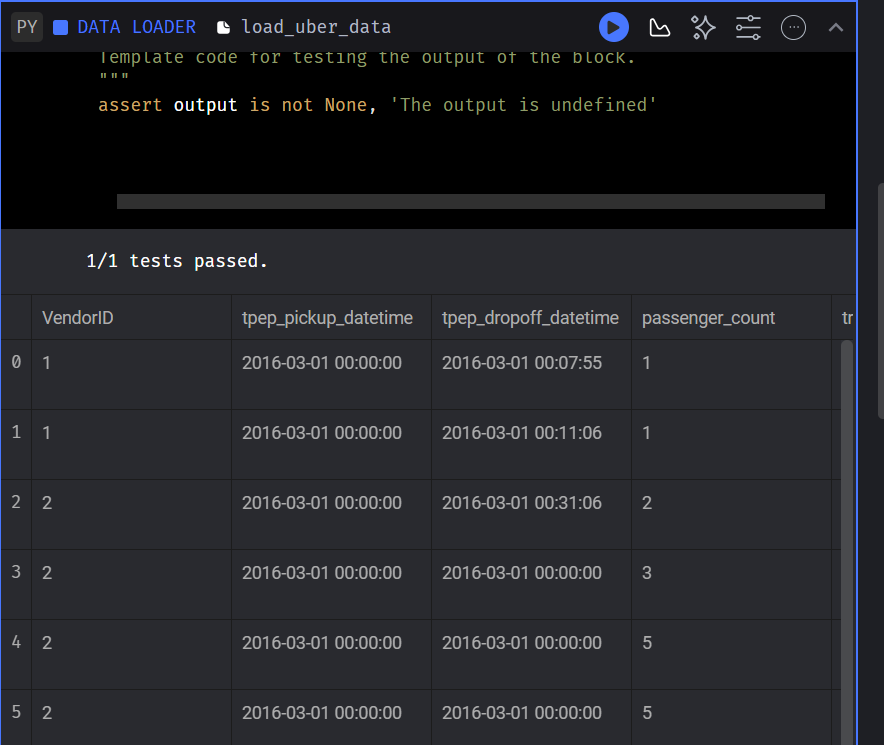 PY DATA LOADER load_uber_data
Template code for testing the output of the block.
"""
assert output is not None, 'The output is undefined'
1/1 tests passed.
VendorID tpep_pickup_datetime tpep_dropoff_datetime passenger_count tr
0 1 2016-03-01 00:00:00 2016-03-01 00:07:55 1
1 1 2016-03-01 00:00:00 2016-03-01 00:11:06 1
2 2 2016-03-01 00:00:00 2016-03-01 00:31:06 2
3 2 2016-03-01 00:00:00 2016-03-01 00:00:00 3
4 2 2016-03-01 00:00:00 2016-03-01 00:00:00 5
5 2 2016-03-01 00:00:00 2016-03-01 00:00:00 5